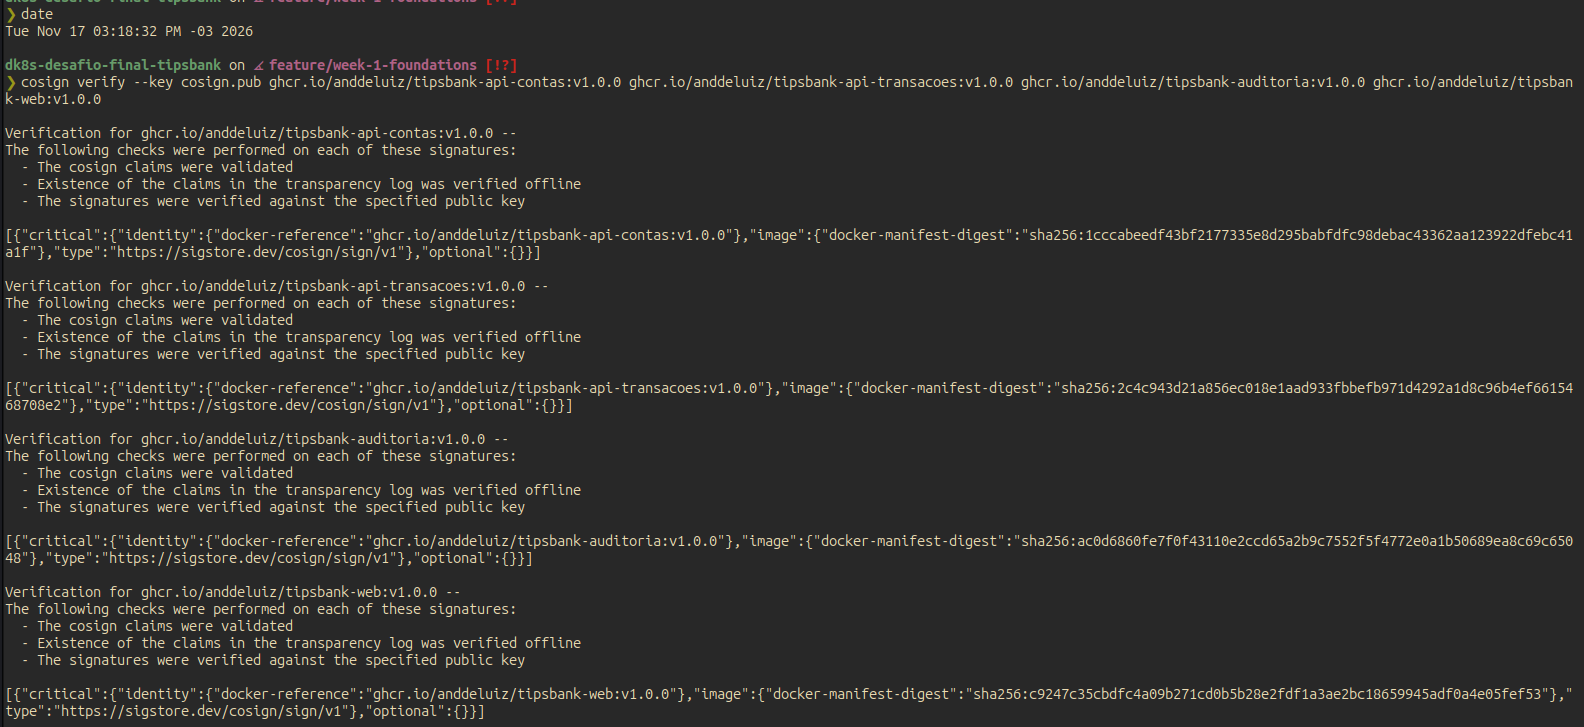 dk8s-desafio-final-tipsbank on feature/week-1-foundations [!?]
❯ date
Tue Nov 17 03:18:32 PM -03 2026
dk8s-desafio-final-tipsbank on feature/week-1-foundations [!?]
❯ cosign verify --key cosign.pub ghcr.io/anddeluiz/tipsbank-api-contas:v1.0.0 ghcr.io/anddeluiz/tipsbank-api-transacoes:v1.0.0 ghcr.io/anddeluiz/tipsbank-auditoria:v1.0.0 ghcr.io/anddeluiz/tipsban
k-web:v1.0.0
Verification for ghcr.io/anddeluiz/tipsbank-api-contas:v1.0.0 --
The following checks were performed on each of these signatures:
  - The cosign claims were validated
  - Existence of the claims in the transparency log was verified offline
  - The signatures were verified against the specified public key
[{"critical":{"identity":{"docker-reference":"ghcr.io/anddeluiz/tipsbank-api-contas:v1.0.0"},"image":{"docker-manifest-digest":"sha256:1cccabeedf43bf2177335e8d295babfdfc98debac43362aa123922dfebc41
a1f"},"type":"https://sigstore.dev/cosign/sign/v1"},"optional":{}}]
Verification for ghcr.io/anddeluiz/tipsbank-api-transacoes:v1.0.0 --
The following checks were performed on each of these signatures:
  - The cosign claims were validated
  - Existence of the claims in the transparency log was verified offline
  - The signatures were verified against the specified public key
[{"critical":{"identity":{"docker-reference":"ghcr.io/anddeluiz/tipsbank-api-transacoes:v1.0.0"},"image":{"docker-manifest-digest":"sha256:2c4c943d21a856ec018e1aad933fbbefb971d4292a1d8c96b4ef66154
68708e2"},"type":"https://sigstore.dev/cosign/sign/v1"},"optional":{}}]
Verification for ghcr.io/anddeluiz/tipsbank-auditoria:v1.0.0 --
The following checks were performed on each of these signatures:
  - The cosign claims were validated
  - Existence of the claims in the transparency log was verified offline
  - The signatures were verified against the specified public key
[{"critical":{"identity":{"docker-reference":"ghcr.io/anddeluiz/tipsbank-auditoria:v1.0.0"},"image":{"docker-manifest-digest":"sha256:ac0d6860fe7f0f43110e2ccd65a2b9c7552f5f4772e0a1b50689ea8c69c650
48"},"type":"https://sigstore.dev/cosign/sign/v1"},"optional":{}}]
Verification for ghcr.io/anddeluiz/tipsbank-web:v1.0.0 --
The following checks were performed on each of these signatures:
  - The cosign claims were validated
  - Existence of the claims in the transparency log was verified offline
  - The signatures were verified against the specified public key
[{"critical":{"identity":{"docker-reference":"ghcr.io/anddeluiz/tipsbank-web:v1.0.0"},"image":{"docker-manifest-digest":"sha256:c9247c35cbdfc4a09b271cd0b5b28e2fdf1a3ae2bc18659945adf0a4e05fef53"},"
type":"https://sigstore.dev/cosign/sign/v1"},"optional":{}}]